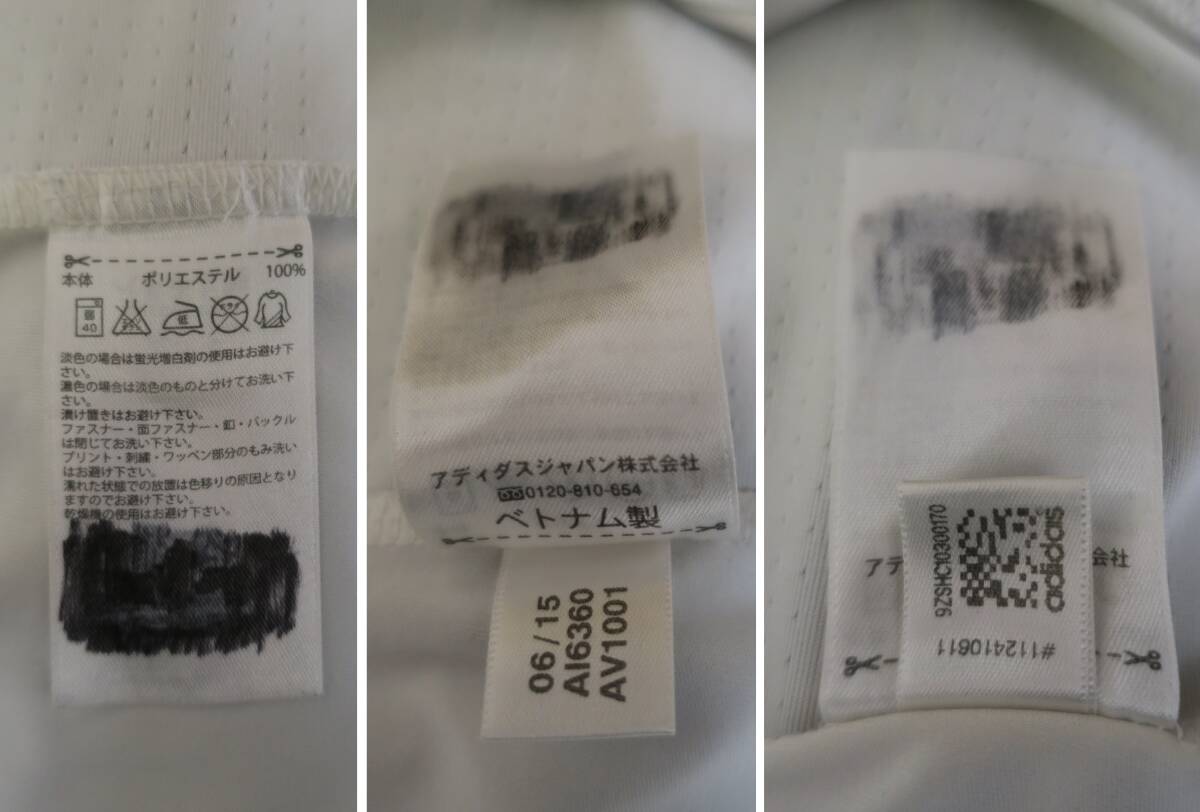 本体 ポリエステル 100%
弱
40
低
淡色の場合は蛍光増白剤の使用はお避け下
さい。
濃色の場合は淡色のものと分けてお洗い下
さい。
漬け置きはお避け下さい。
ファスナー・面ファスナー・釦・バックル
は閉じてお洗い下さい。
プリント・刺繍・ワッペン部分のもみ洗い
はお避け下さい。
濡れた状態での放置は色移りの原因となり
ますのでお避け下さい。
乾燥機の使用はお避け下さい。
アディダスジャパン株式会社
0120-810-654
ベトナム製
06/15
AI6360
AV1001
アデ
会社
9ZSHC10300170
adidas
#112410611